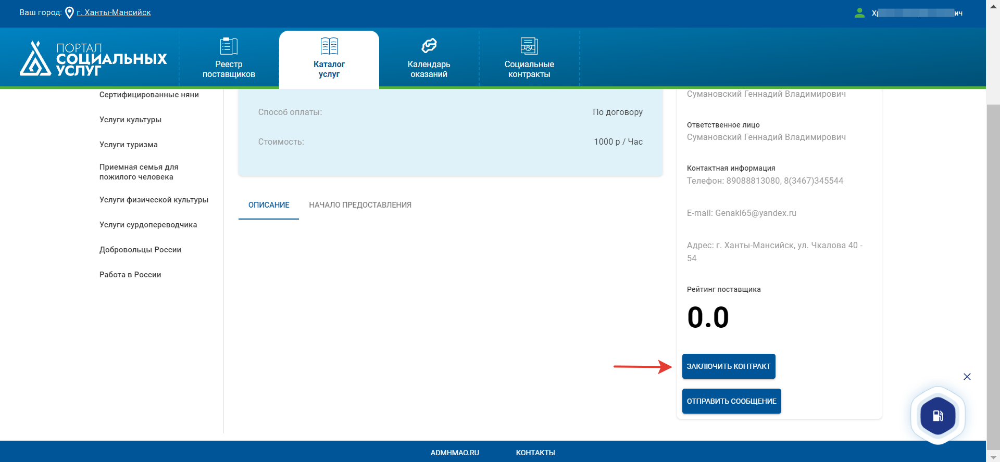 Ваш город: г. Ханты-Мансийск
ПОРТАЛ
СОЦИАЛЬНЫХ
УСЛУГ
Реестр
поставщиков
Каталог
услуг
Календарь
оказаний
Социальные
контракты
Сертифицированные няни
Услуги культуры
Услуги туризма
Приемная семья для
пожилого человека
Услуги физической культуры
Услуги сурдопереводчика
Добровольцы России
Работа в России
Способ оплаты: По договору
Стоимость: 1000 р / Час
ОПИСАНИЕ НАЧАЛО ПРЕДОСТАВЛЕНИЯ
Сумановский Геннадий Владимирович
Ответственное лицо
Сумановский Геннадий Владимирович
Контактная информация
Телефон: 89088813080, 8(3467)345544
E-mail: Genakl65@yandex.ru
Адрес: г. Ханты-Мансийск, ул. Чкалова 40 -
54
Рейтинг поставщика
0.0
ЗАКЛЮЧИТЬ КОНТРАКТ
ОТПРАВИТЬ СООБЩЕНИЕ
ADMHMAO.RU КОНТАКТЫ